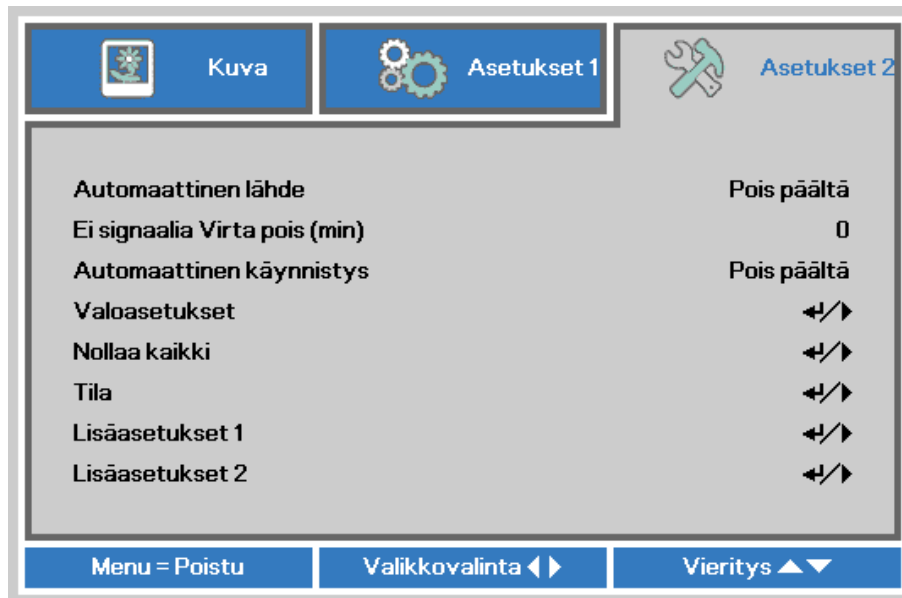 Kuva
Asetukset 1
Asetukset 2
Automaattinen lähde Pois päältä
Ei signaalia Virta pois (min) 0
Automaattinen käynnistys Pois päältä
Valoasetukset ↵/▶
Nollaa kaikki ↵/▶
Tila ↵/▶
Lisäasetukset 1 ↵/▶
Lisäasetukset 2 ↵/▶
Menu = Poistu
Valikkovalinta ◀▶
Vieritys ▲▼